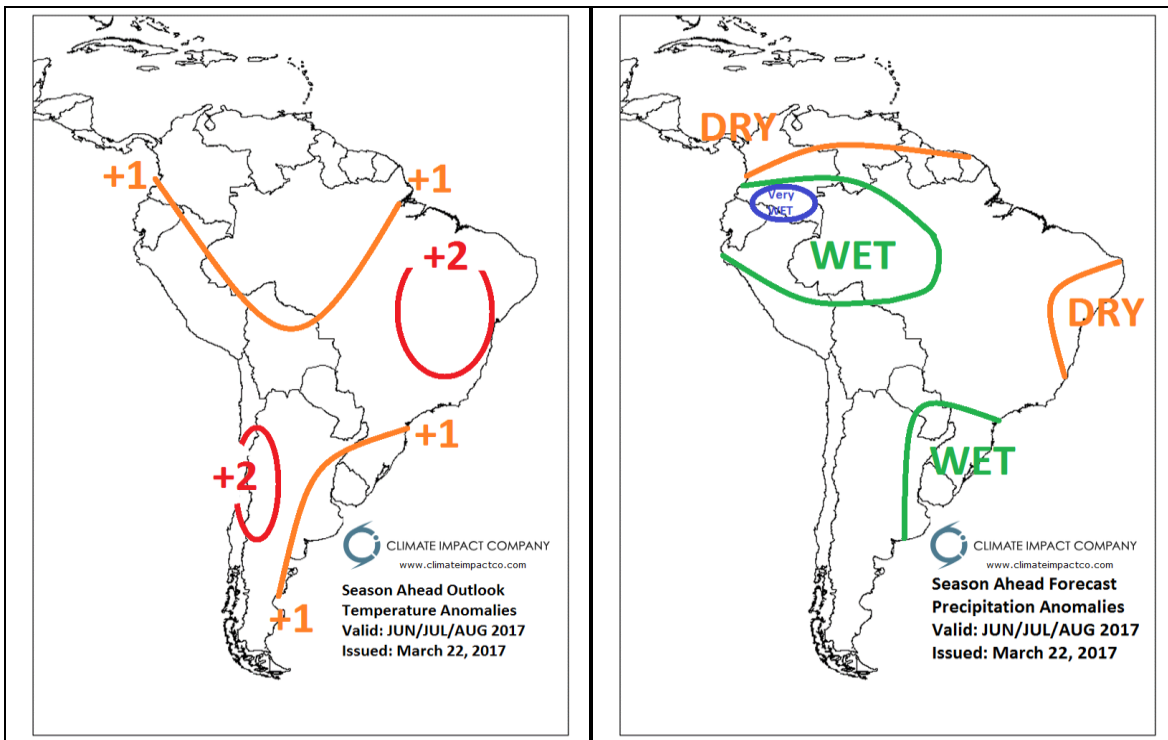 +1
+1
+2
+2
+1
+1
CLIMATE IMPACT COMPANY
www.climateimpactco.com
Season Ahead Outlook
Temperature Anomalies
Valid: JUN/JUL/AUG 2017
Issued: March 22, 2017
DRY
Very
WET
WET
DRY
WET
CLIMATE IMPACT COMPANY
www.climateimpactco.com
Season Ahead Forecast
Precipitation Anomalies
Valid: JUN/JUL/AUG 2017
Issued: March 22, 2017